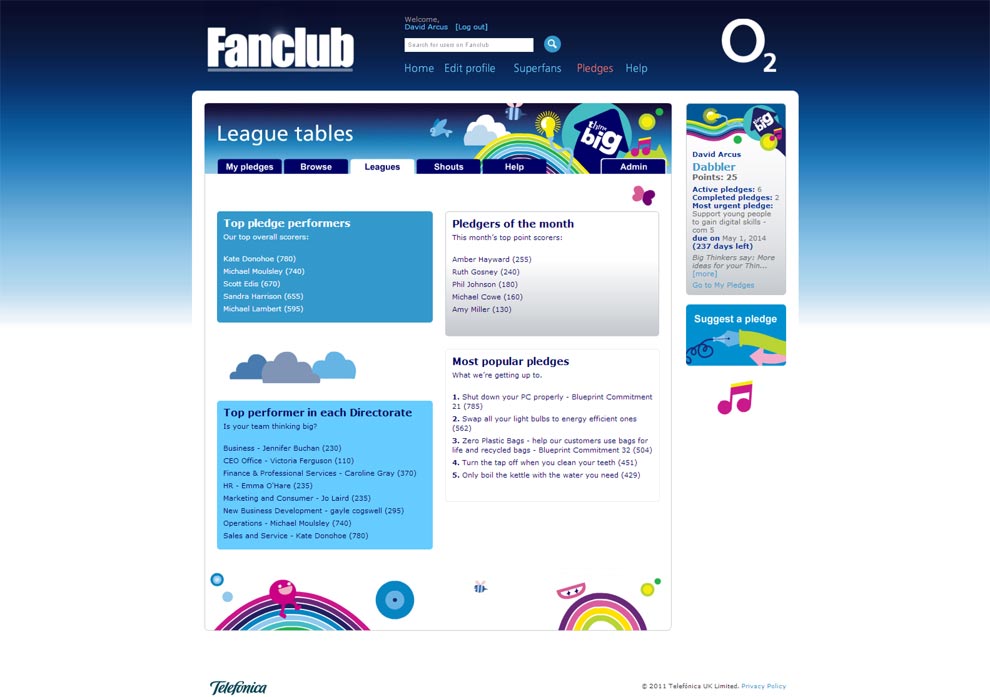 Welcome,
David Arcus [Log out]
Fanclub
Search for users on Fanclub
O2
Home Edit profile Superfans Pledges Help
League tables
think big
My pledges Browse Leagues Shouts Help Admin
Top pledge performers
Our top overall scorers:
Kate Donohoe (780)
Michael Moulsley (740)
Scott Edis (670)
Sandra Harrison (655)
Michael Lambert (595)
Pledgers of the month
This month's top point scorers:
Amber Hayward (255)
Ruth Gosney (240)
Phil Johnson (180)
Michael Cowe (160)
Amy Miller (130)
Top performer in each Directorate
Is your team thinking big?
Business - Jennifer Buchan (230)
CEO Office - Victoria Ferguson (110)
Finance & Professional Services - Caroline Gray (370)
HR - Emma O'Hare (235)
Marketing and Consumer - Jo Laird (235)
New Business Development - gayle cogswell (295)
Operations - Michael Moulsley (740)
Sales and Service - Kate Donohoe (780)
Most popular pledges
What we're getting up to.
1. Shut down your PC properly - Blueprint Commitment
21 (785)
2. Swap all your light bulbs to energy efficient ones
(562)
3. Zero Plastic Bags - help our customers use bags for
life and recycled bags - Blueprint Commitment 32 (504)
4. Turn the tap off when you clean your teeth (451)
5. Only boil the kettle with the water you need (429)
think big
David Arcus
Dabbler
Points: 25
Active pledges: 6
Completed pledges: 2
Most urgent pledge:
Support young people
to gain digital skills -
com 5
due on May 1, 2014
(237 days left)
Big Thinkers say: More
ideas for your Thin...
[more]
Go to My Pledges
Suggest a pledge
Telefónica
© 2011 Telefónica UK Limited. Privacy Policy